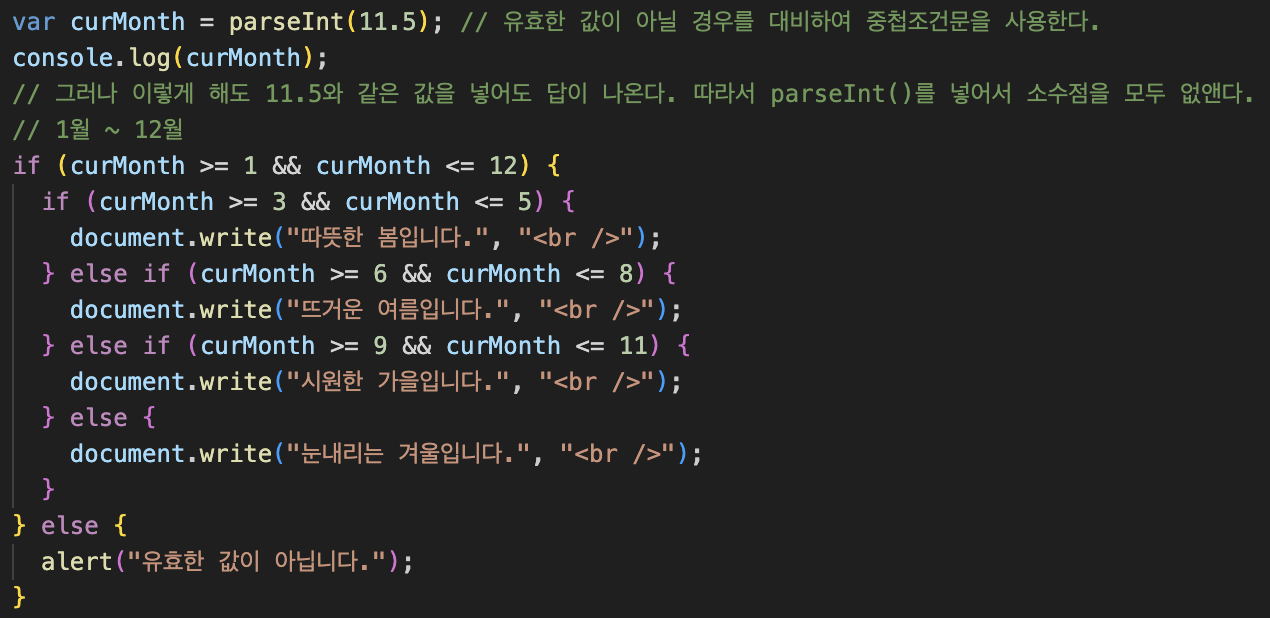 var curMonth = parseInt(11.5); // 유효한 값이 아닐 경우를 대비하여 중첩조건문을 사용한다.
console.log(curMonth);
// 그러나 이렇게 해도 11.5와 같은 값을 넣어도 답이 나온다. 따라서 parseInt()를 넣어서 소수점을 모두 없앤다.
// 1월 ~ 12월
if (curMonth >= 1 && curMonth <= 12) {
  if (curMonth >= 3 && curMonth <= 5) {
    document.write("따뜻한 봄입니다.", "<br />");
  } else if (curMonth >= 6 && curMonth <= 8) {
    document.write("뜨거운 여름입니다.", "<br />");
  } else if (curMonth >= 9 && curMonth <= 11) {
    document.write("시원한 가을입니다.", "<br />");
  } else {
    document.write("눈내리는 겨울입니다.", "<br />");
  }
} else {
  alert("유효한 값이 아닙니다.");
}